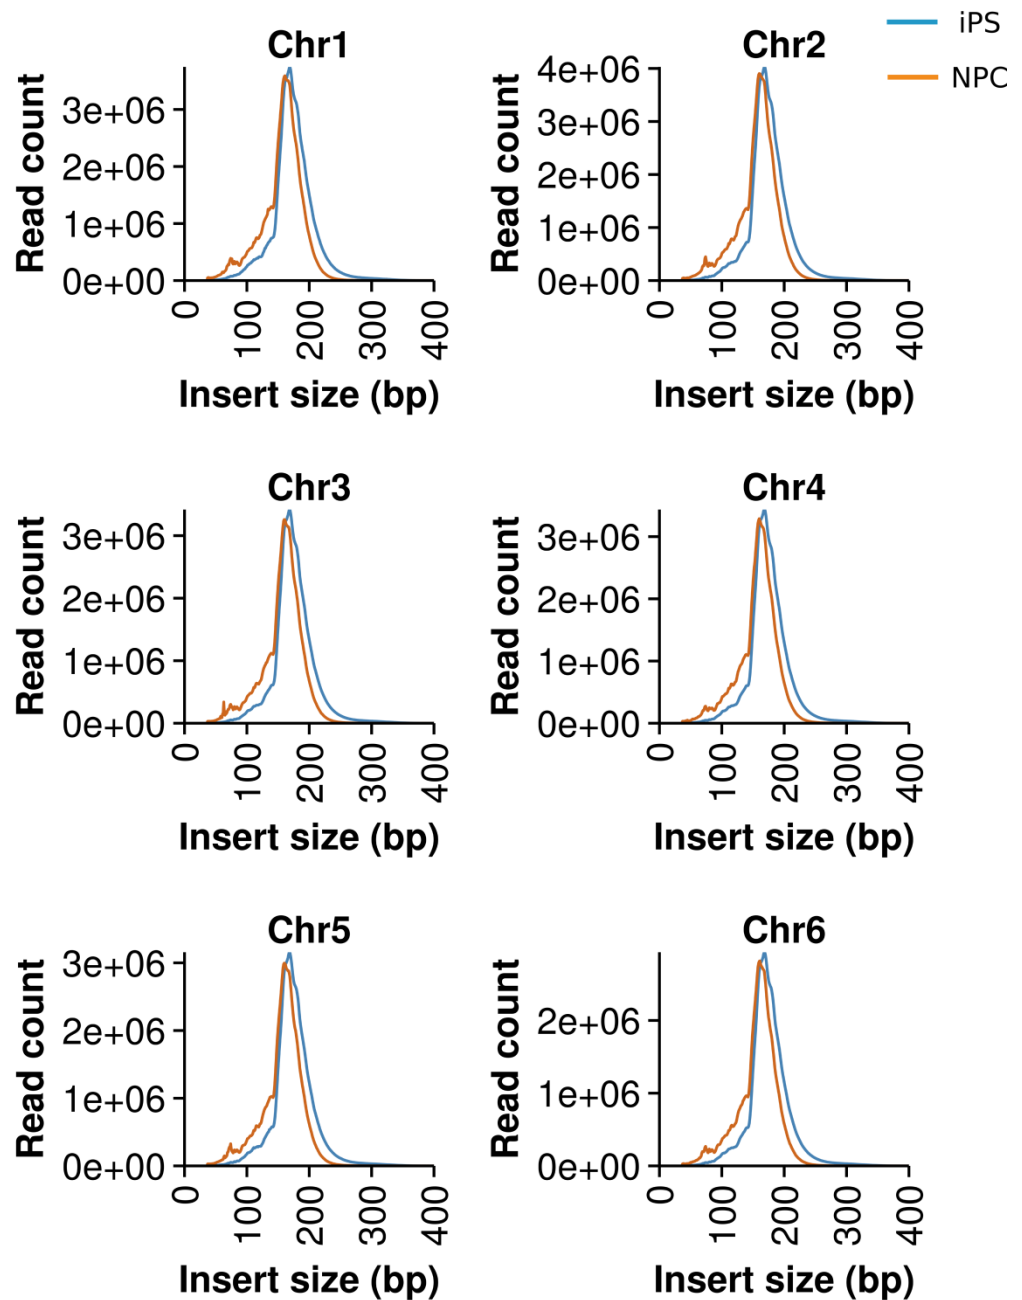 iPS
NPC
Chr1
Read count
3e+06
2e+06
1e+06
0e+00
0
100
200
300
400
Insert size (bp)
Chr2
Read count
4e+06
3e+06
2e+06
1e+06
0e+00
0
100
200
300
400
Insert size (bp)
Chr3
Read count
3e+06
2e+06
1e+06
0e+00
0
100
200
300
400
Insert size (bp)
Chr4
Read count
3e+06
2e+06
1e+06
0e+00
0
100
200
300
400
Insert size (bp)
Chr5
Read count
3e+06
2e+06
1e+06
0e+00
0
100
200
300
400
Insert size (bp)
Chr6
Read count
2e+06
1e+06
0e+00
0
100
200
300
400
Insert size (bp)